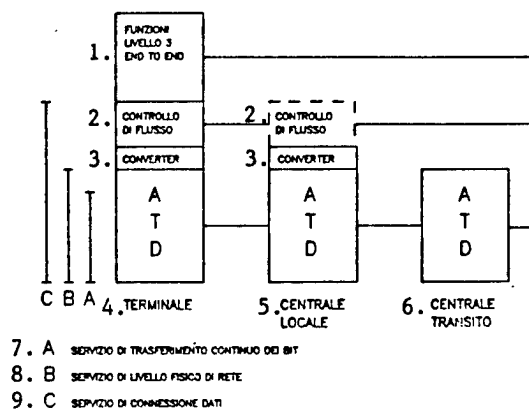 FUNZIONI
LIVELLO 3
END TO END
1.
2. CONTROLLO
DI FLUSSO
2.
CONTROLLO
DI FLUSSO
3. CONVERTER
3. CONVERTER
A
T
D
A
T
D
A
T
D
C B A
4. TERMINALE
5. CENTRALE
LOCALE
6. CENTRALE
TRANSITO
7. A SERVIZIO DI TRASFERIMENTO CONTINUO DEI BIT
8. B SERVIZIO DI LIVELLO FISICO DI RETE
9. C SERVIZIO DI CONNESSIONE DATI